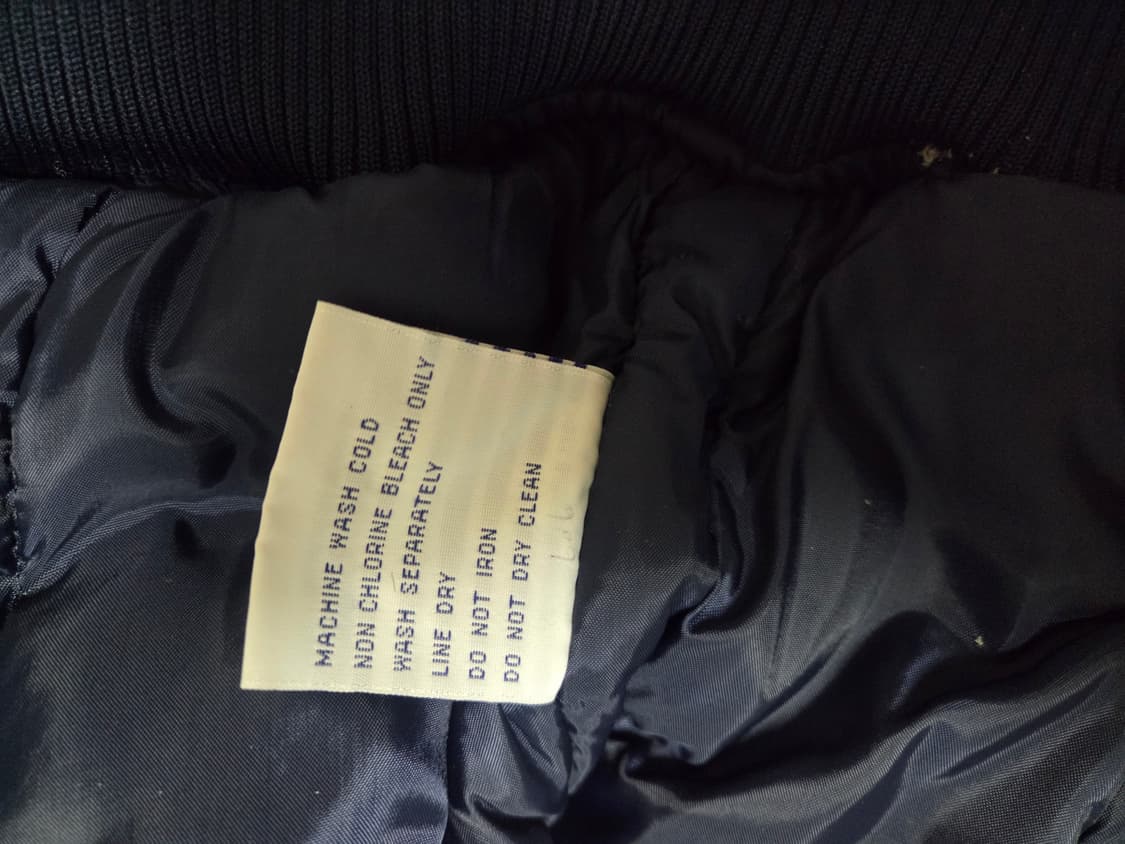 MACHINE WASH COLD
NON CHLORINE BLEACH ONLY
WASH SEPARATELY
LINE DRY
DO NOT IRON
DO NOT DRY CLEAN